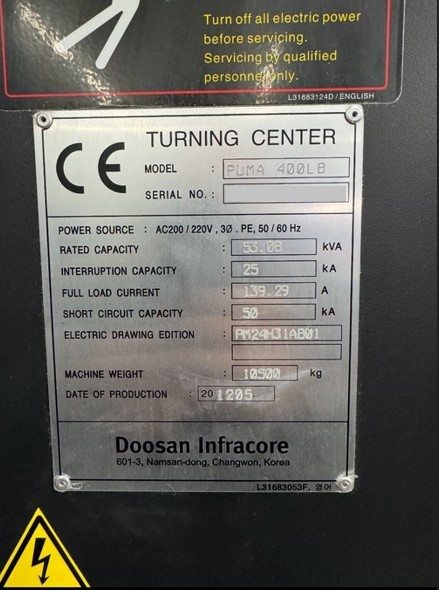 Turn off all electric power
before servicing.
Servicing by qualified
personnel only.
L31683124D / ENGLISH
CE
TURNING CENTER
MODEL : PUMA 400LB
SERIAL NO. :
POWER SOURCE : AC200 / 220V , 3Ø . PE, 50 / 60 Hz
RATED CAPACITY : 53.08 kVA
INTERRUPTION CAPACITY : 25 kA
FULL LOAD CURRENT : 139.29 A
SHORT CIRCUIT CAPACITY : 50 kA
ELECTRIC DRAWING EDITION : PM24H31AB01
MACHINE WEIGHT : 10500 kg
DATE OF PRODUCTION : 20 1205
Doosan Infracore
601-3, Namsan-dong, Changwon, Korea
L31683053F, 영어